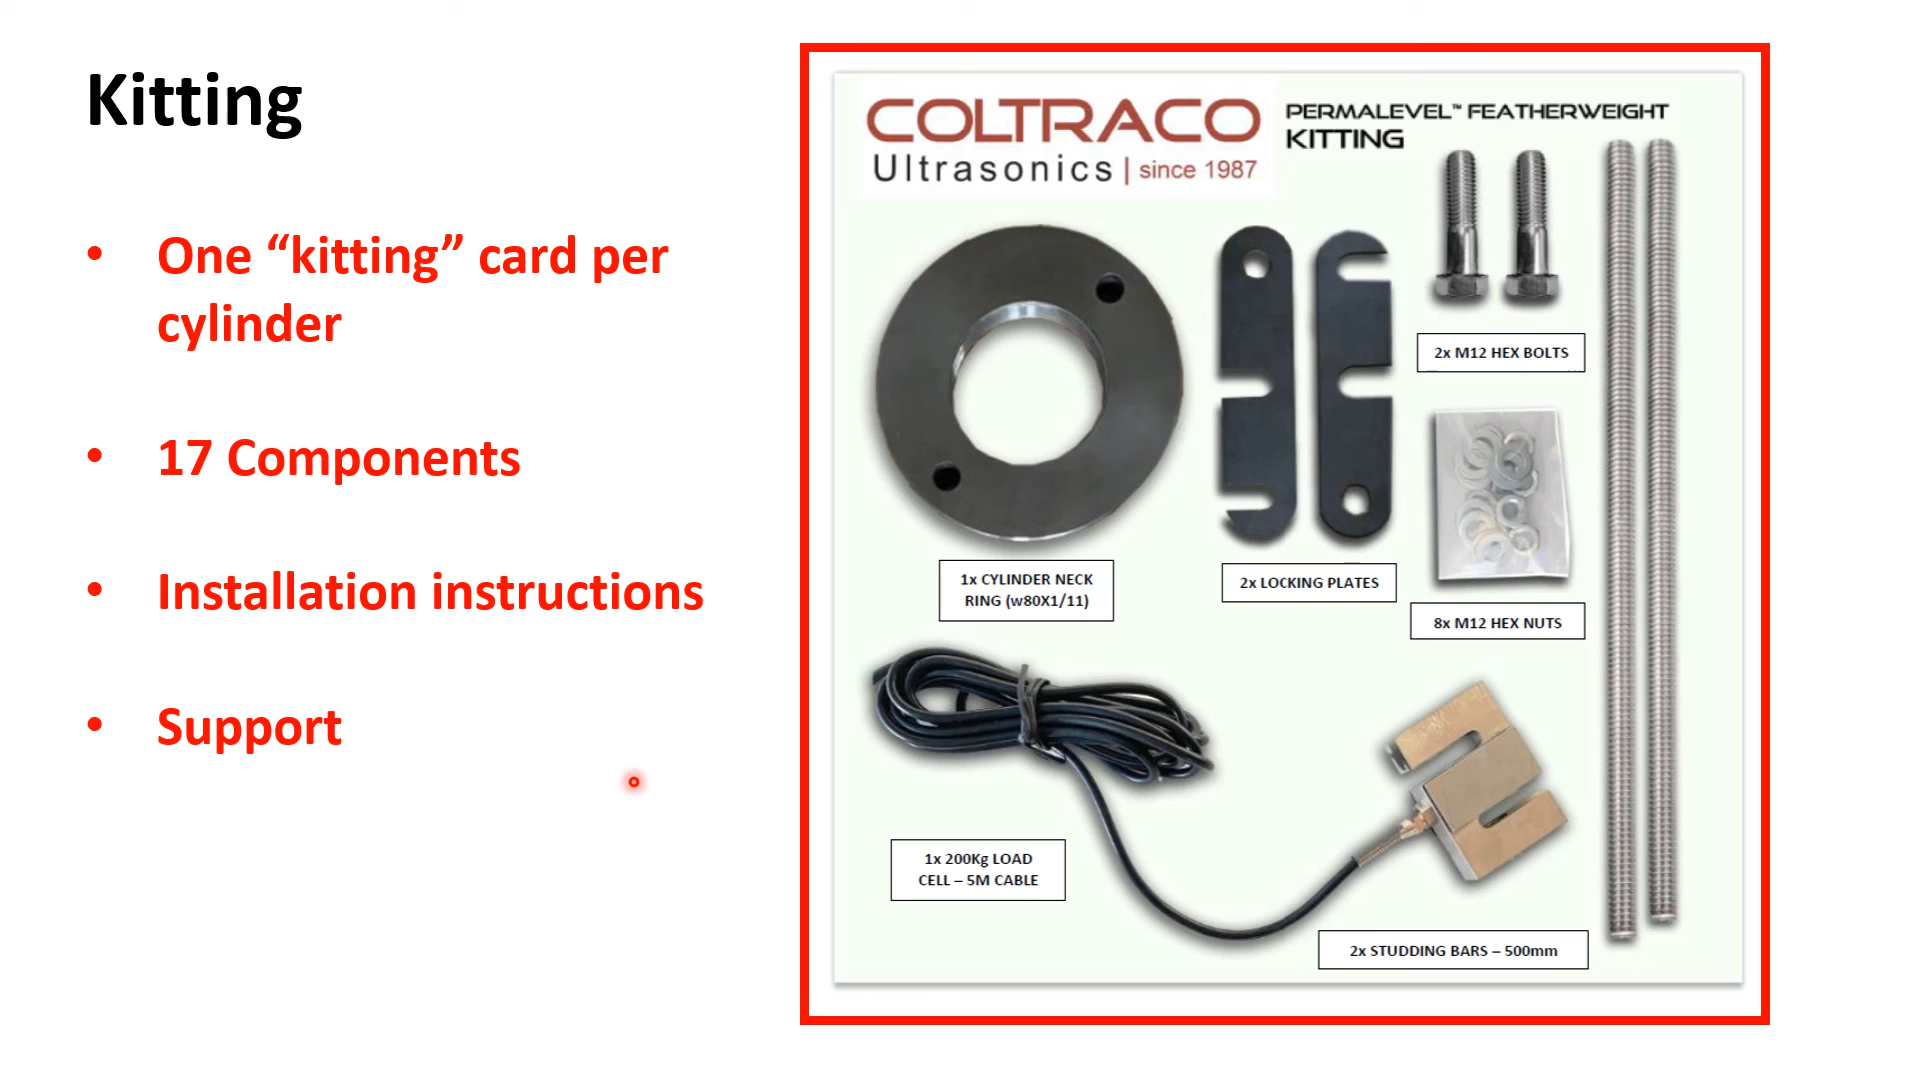 Kitting
• One “kitting” card per
cylinder
• 17 Components
• Installation instructions
• Support
COLTRACO
Ultrasonics | since 1987
PERMALEVEL™ FEATHERWEIGHT
KITTING
2x M12 HEX BOLTS
1x CYLINDER NECK
RING (w80X1/11)
2x LOCKING PLATES
8x M12 HEX NUTS
1x 200Kg LOAD
CELL – 5M CABLE
2x STUDDING BARS – 500mm